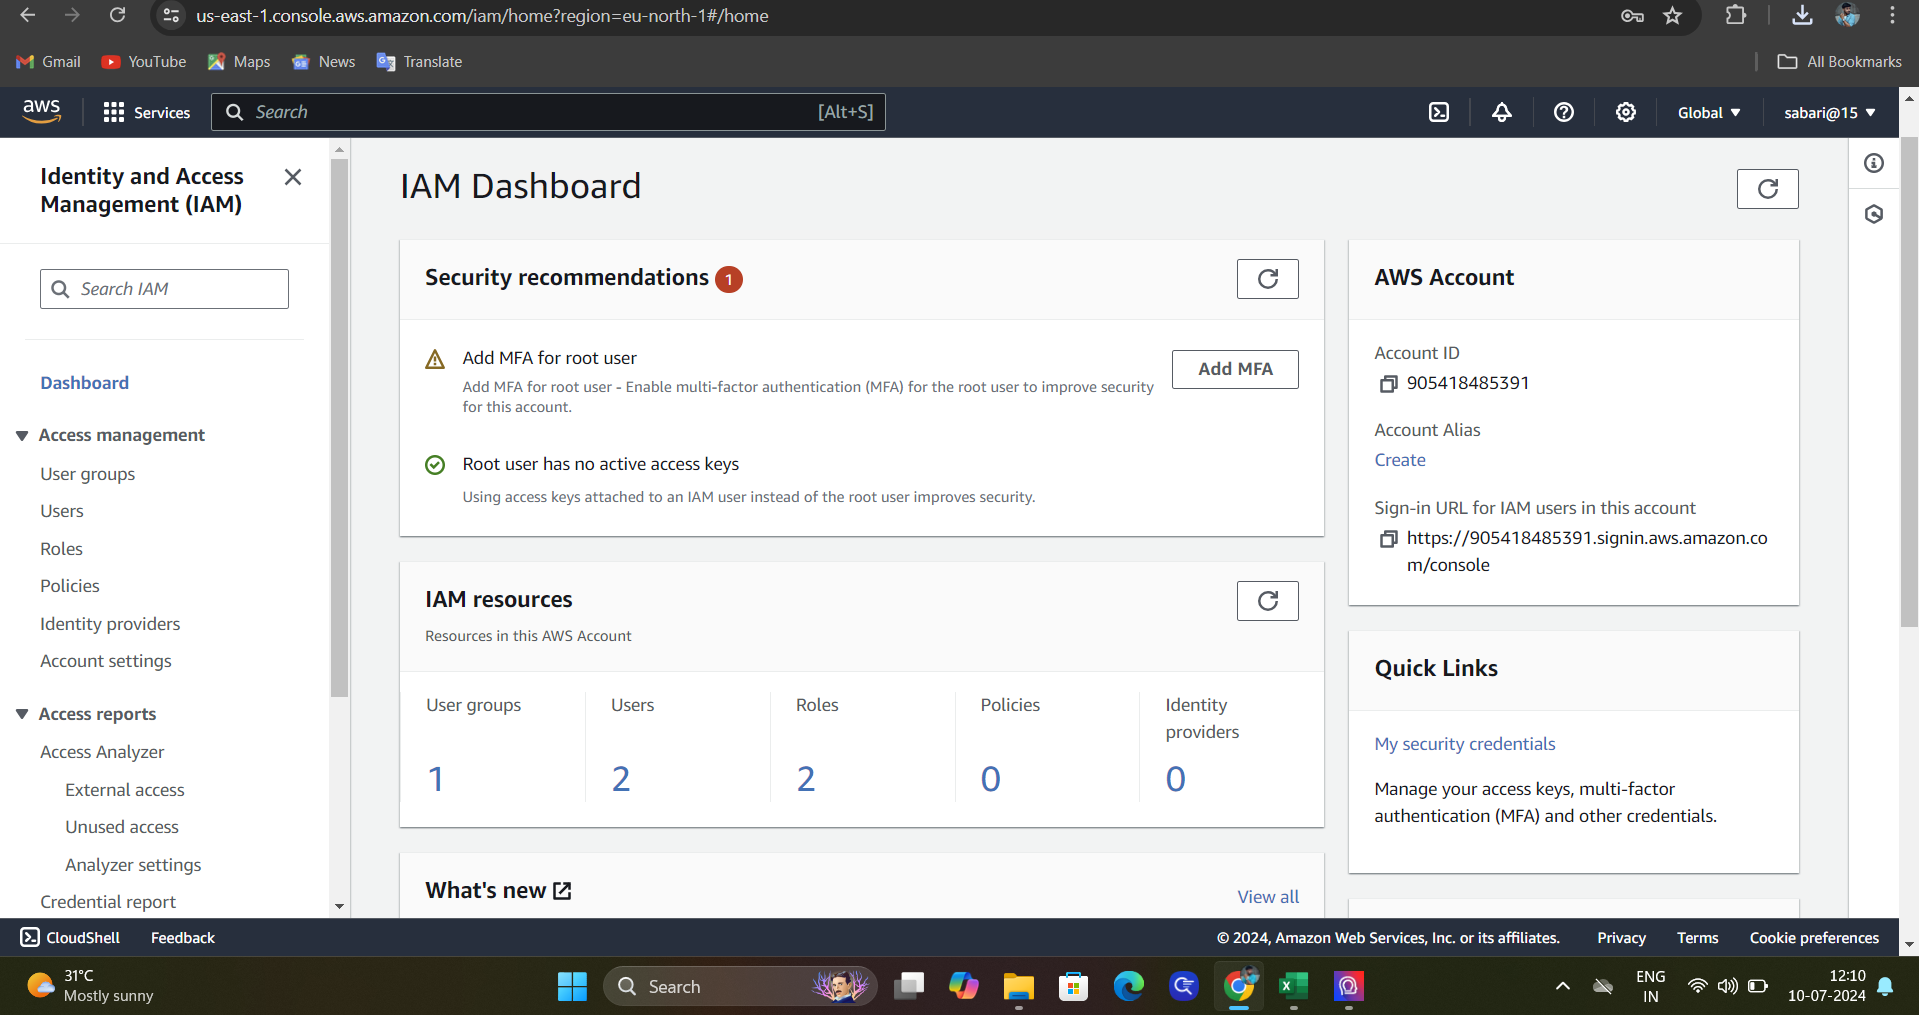 us-east-1.console.aws.amazon.com/iam/home?region=eu-north-1#/home
Gmail
YouTube
Maps
News
Translate
All Bookmarks
aws
Services
Search
[Alt+S]
Global
sabari@15
Identity and Access
Management (IAM)
Search IAM
Dashboard
Access management
User groups
Users
Roles
Policies
Identity providers
Account settings
Access reports
Access Analyzer
External access
Unused access
Analyzer settings
Credential report
IAM Dashboard
Security recommendations 1
Add MFA for root user
Add MFA for root user - Enable multi-factor authentication (MFA) for the root user to improve security
for this account.
Add MFA
Root user has no active access keys
Using access keys attached to an IAM user instead of the root user improves security.
IAM resources
Resources in this AWS Account
User groups
1
Users
2
Roles
2
Policies
0
Identity
providers
0
What's new
View all
AWS Account
Account ID
905418485391
Account Alias
Create
Sign-in URL for IAM users in this account
https://905418485391.signin.aws.amazon.co
m/console
Quick Links
My security credentials
Manage your access keys, multi-factor
authentication (MFA) and other credentials.
CloudShell
Feedback
© 2024, Amazon Web Services, Inc. or its affiliates.
Privacy
Terms
Cookie preferences
31°C
Mostly sunny
Search
ENG
IN
12:10
10-07-2024